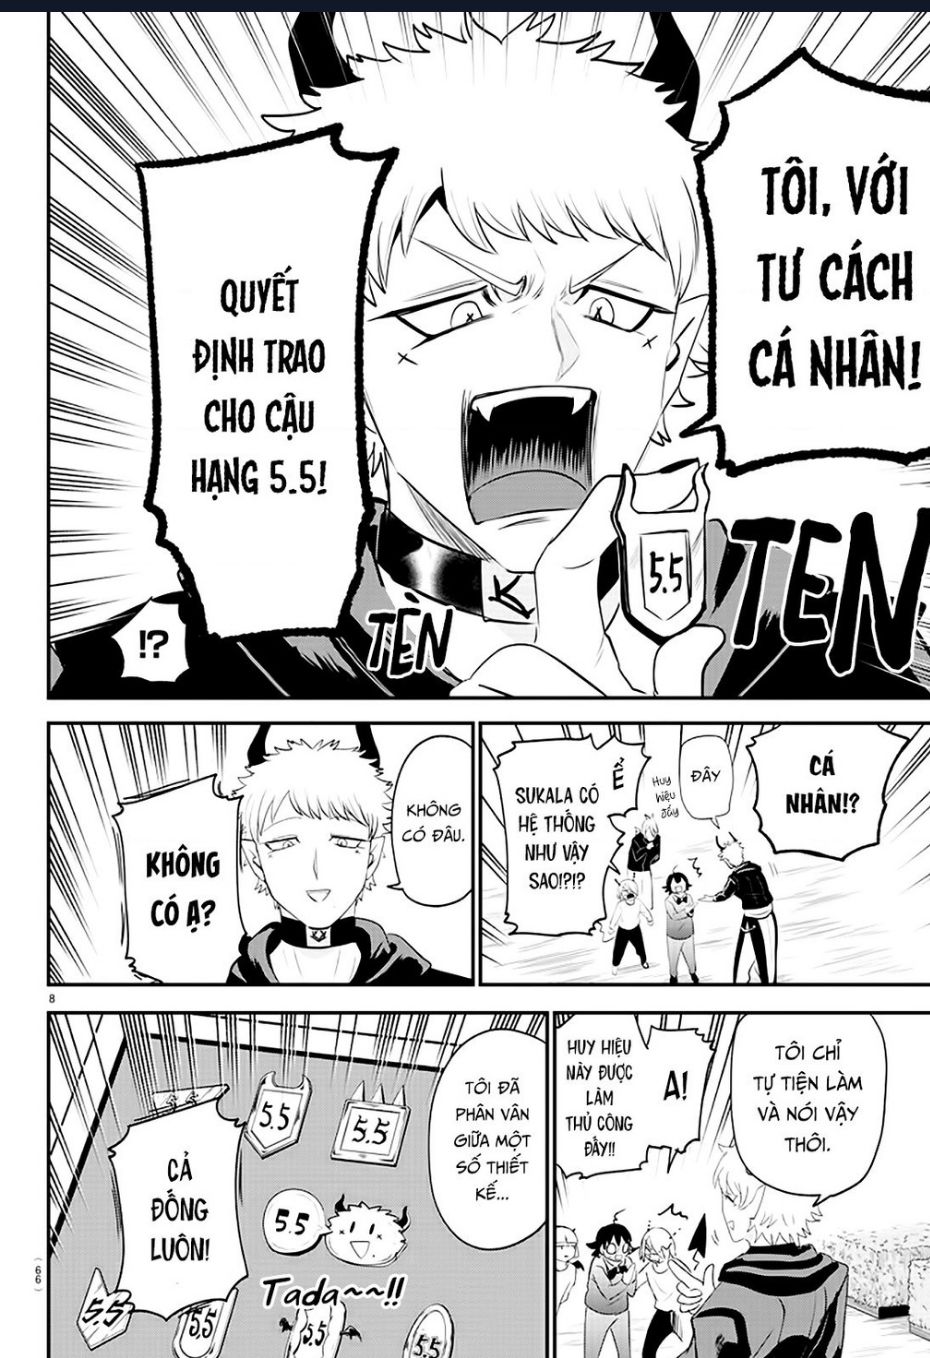 TÔI, VỚI
TƯ CÁCH
CÁ NHÂN!
QUYẾT
ĐỊNH TRAO
CHO CẬU
HẠNG 5.5!
5.5
TEN
TÈN
!?
CÁ
NHÂN!?
ĐÂY
Huy
hiệu
đấy
Ể
SUKALA CÓ
HỆ THỐNG
NHƯ VẬY
SAO!?!?
KHÔNG
CÓ ĐÂU.
KHÔNG
CÓ Ạ?
8
TÔI CHỈ
TỰ TIỆN LÀM
VÀ NÓI VẬY
THÔI.
A!
HUY HIỆU
NÀY ĐƯỢC
LÀM
THỦ CÔNG
ĐẤY!!
TÔI ĐÃ
PHÂN VÂN
GIỮA MỘT
SỐ THIẾT
KẾ...
5.5
5.5
CẢ
ĐỐNG
LUÔN!
5.5
Tada~~!!
5.5
5.5
5.5
5.5
(66)